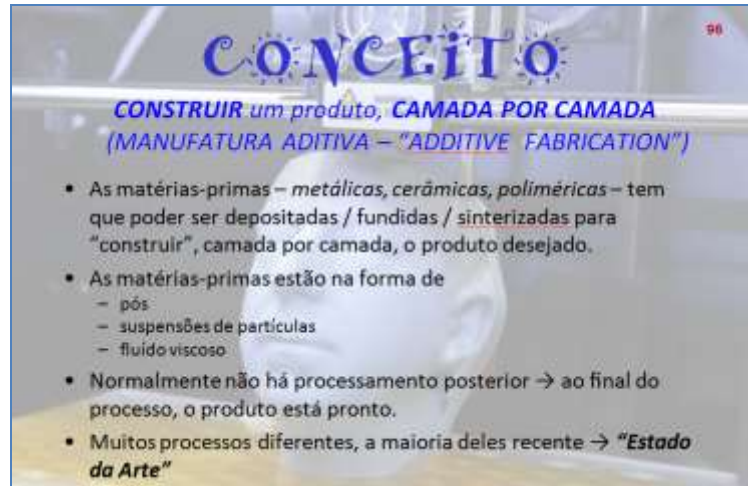 96
CONCEiTO
CONSTRUIR um produto, CAMADA POR CAMADA
(MANUFATURA ADITIVA – "ADDITIVE FABRICATION")
• As matérias-primas – metálicas, cerâmicas, poliméricas – tem
que poder ser depositadas / fundidas / sinterizadas para
"construir", camada por camada, o produto desejado.
• As matérias-primas estão na forma de
– pós
– suspensões de partículas
– fluído viscoso
• Normalmente não há processamento posterior → ao final do
processo, o produto está pronto.
• Muitos processos diferentes, a maioria deles recente → "Estado
da Arte"